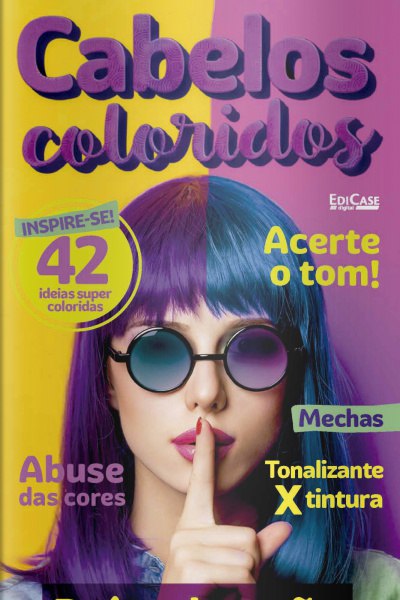 Cabelos
coloridos
EDICASE
digital
INSPIRE-SE!
42
ideias super
coloridas
Acerte
o tom!
Mechas
Abuse
das cores
Tonalizante
X tintura